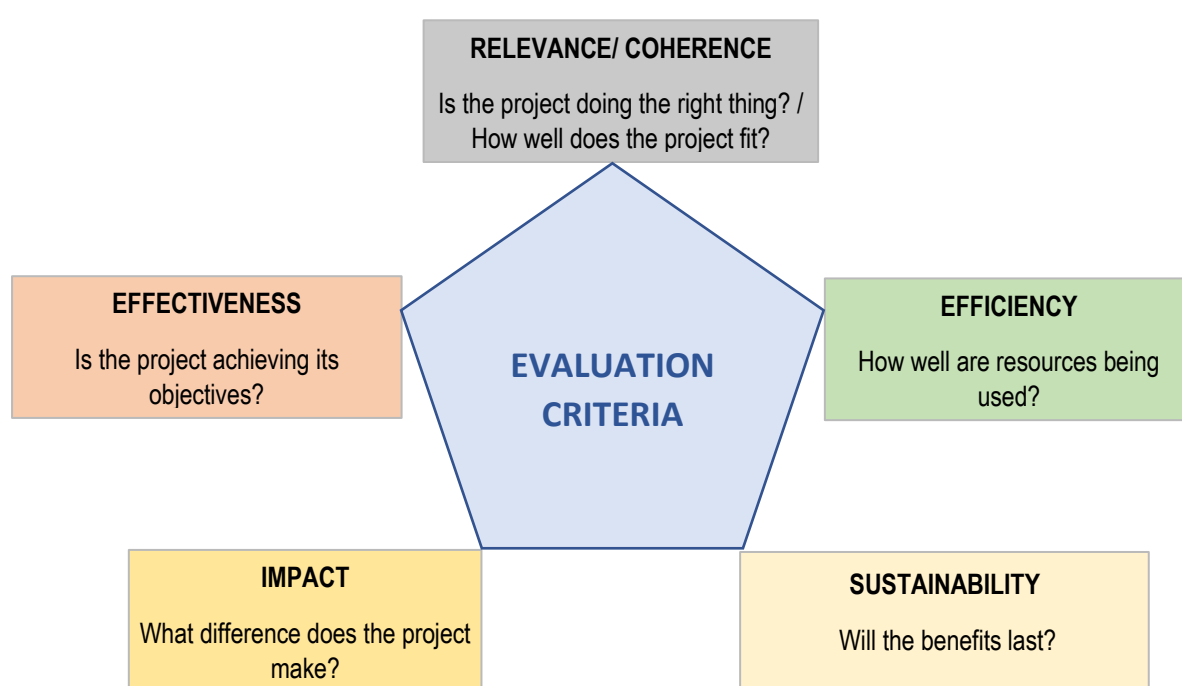 RELEVANCE/ COHERENCE
Is the project doing the right thing? /
How well does the project fit?
EFFECTIVENESS
Is the project achieving its
objectives?
EFFICIENCY
How well are resources being
used?
EVALUATION
CRITERIA
IMPACT
What difference does the project
make?
SUSTAINABILITY
Will the benefits last?